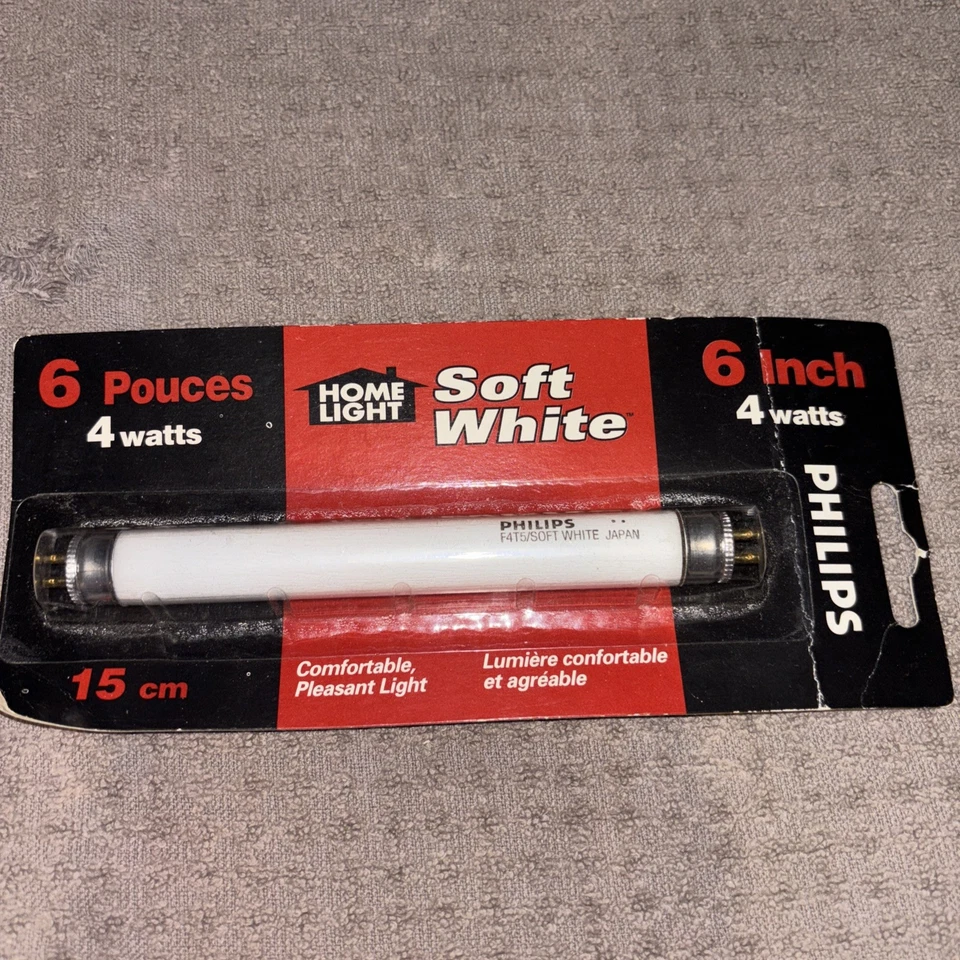 6 Pouces
4 watts
HOME
LIGHT
Soft
White™
6 Inch
4 watts
PHILIPS
PHILIPS
F4T5/SOFT WHITE JAPAN
15 cm
Comfortable,
Pleasant Light
Lumière confortable
et agréable